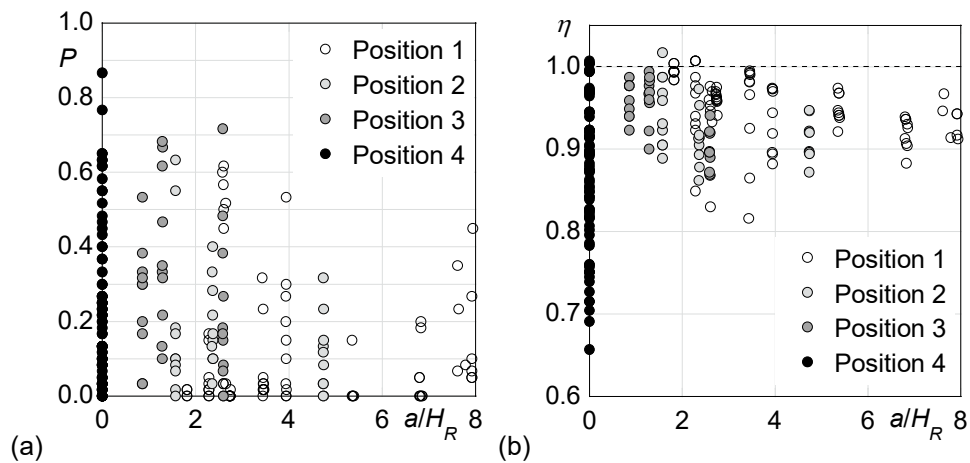 1.0
P
0.8
0.6
0.4
0.2
0.0
0
2
4
6
a/H_R
8
Position 1
Position 2
Position 3
Position 4
(a)
η
1.0
0.9
0.8
0.7
0.6
0
2
4
6
a/H_R
8
Position 1
Position 2
Position 3
Position 4
(b)